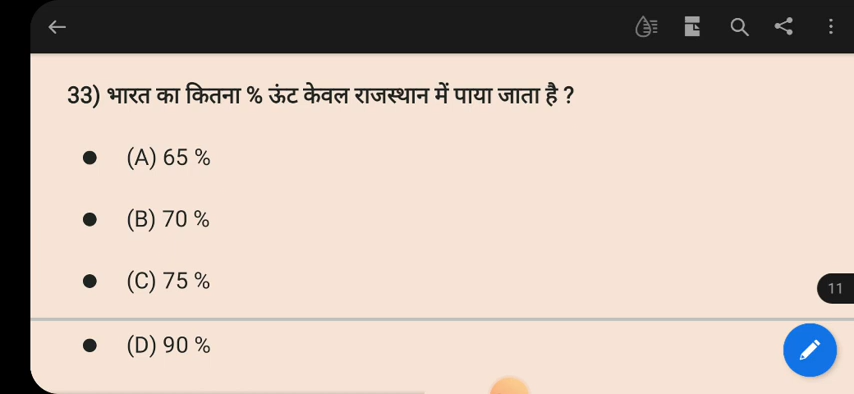 33) भारत का कितना % ऊंट केवल राजस्थान में पाया जाता है ?
(A) 65 %
(B) 70 %
(C) 75 %
11
(D) 90 %